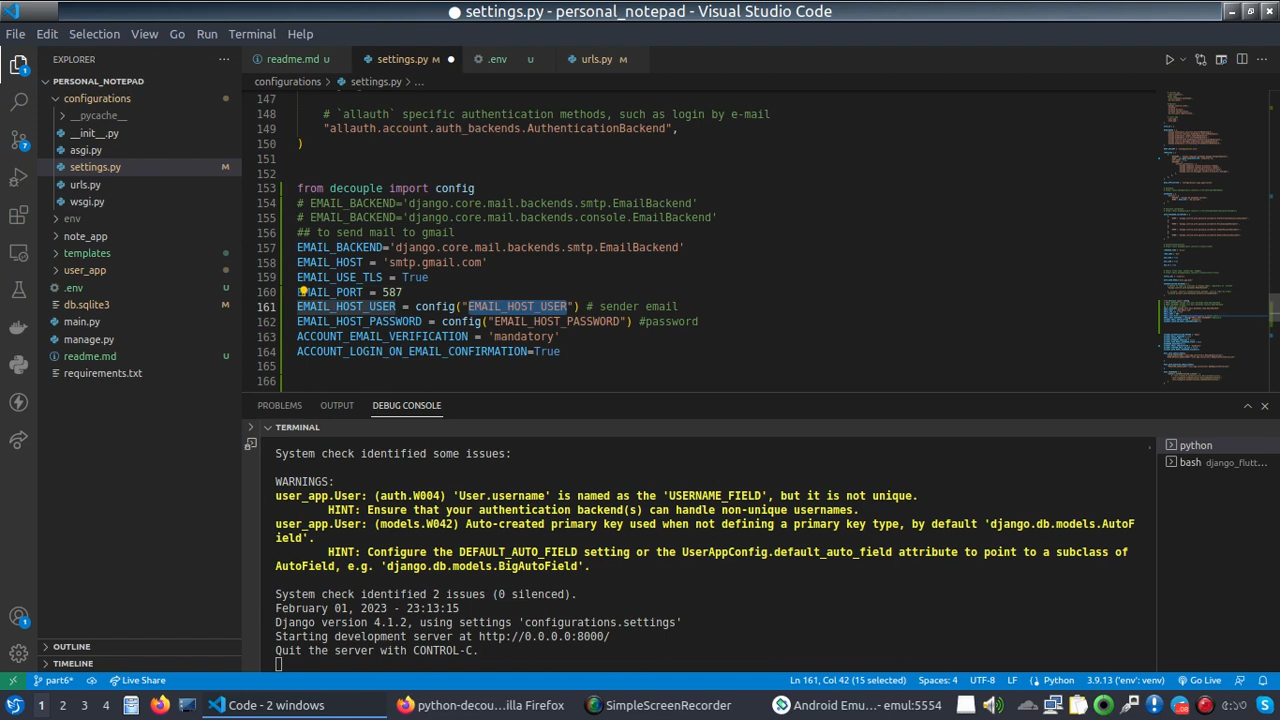 settings.py - personal_notepad - Visual Studio Code
File Edit Selection View Go Run Terminal Help
EXPLORER
readme.md U
settings.py M
.env U
urls.py M
PERSONAL_NOTEPAD
configurations > settings.py > ...
configurations
__pycache__
__init__.py
asgi.py
settings.py M
urls.py
wsgi.py
env
note_app
templates
user_app
.env U
db.sqlite3 M
main.py
manage.py
readme.md U
requirements.txt
OUTLINE
TIMELINE
147
148 # `allauth` specific authentication methods, such as login by e-mail
149 "allauth.account.auth_backends.AuthenticationBackend",
150 )
151
152
153 from decouple import config
154 # EMAIL_BACKEND='django.core.mail.backends.smtp.EmailBackend'
155 # EMAIL_BACKEND='django.core.mail.backends.console.EmailBackend'
156 ## to send mail to gmail
157 EMAIL_BACKEND='django.core.mail.backends.smtp.EmailBackend'
158 EMAIL_HOST = 'smtp.gmail.com'
159 EMAIL_USE_TLS = True
160 L_PORT = 587
161 EMAIL_HOST_USER = config("EMAIL_HOST_USER") # sender email
162 EMAIL_HOST_PASSWORD = config("EMAIL_HOST_PASSWORD") #password
163 ACCOUNT_EMAIL_VERIFICATION= "mandatory"
164 ACCOUNT_LOGIN_ON_EMAIL_CONFIRMATION=True
165
166
PROBLEMS OUTPUT DEBUG CONSOLE
TERMINAL
System check identified some issues:
WARNINGS:
user_app.User: (auth.W004) 'User.username' is named as the 'USERNAME_FIELD', but it is not unique.
HINT: Ensure that your authentication backend(s) can handle non-unique usernames.
user_app.User: (models.W042) Auto-created primary key used when not defining a primary key type, by default 'django.db.models.AutoF
ield'.
HINT: Configure the DEFAULT_AUTO_FIELD setting or the UserAppConfig.default_auto_field attribute to point to a subclass of
AutoField, e.g. 'django.db.models.BigAutoField'.
System check identified 2 issues (0 silenced).
February 01, 2023 - 23:13:15
Django version 4.1.2, using settings 'configurations.settings'
Starting development server at http://0.0.0.0:8000/
Quit the server with CONTROL-C.
python
bash django_flutt...
part6* Live Share Ln 161, Col 42 (15 selected) Spaces: 4 UTF-8 LF Python 3.9.13 ('env': venv) Go Live
1 2 3 4 Code - 2 windows python-decou...illa Firefox SimpleScreenRecorder Android Emu... - emul:5554